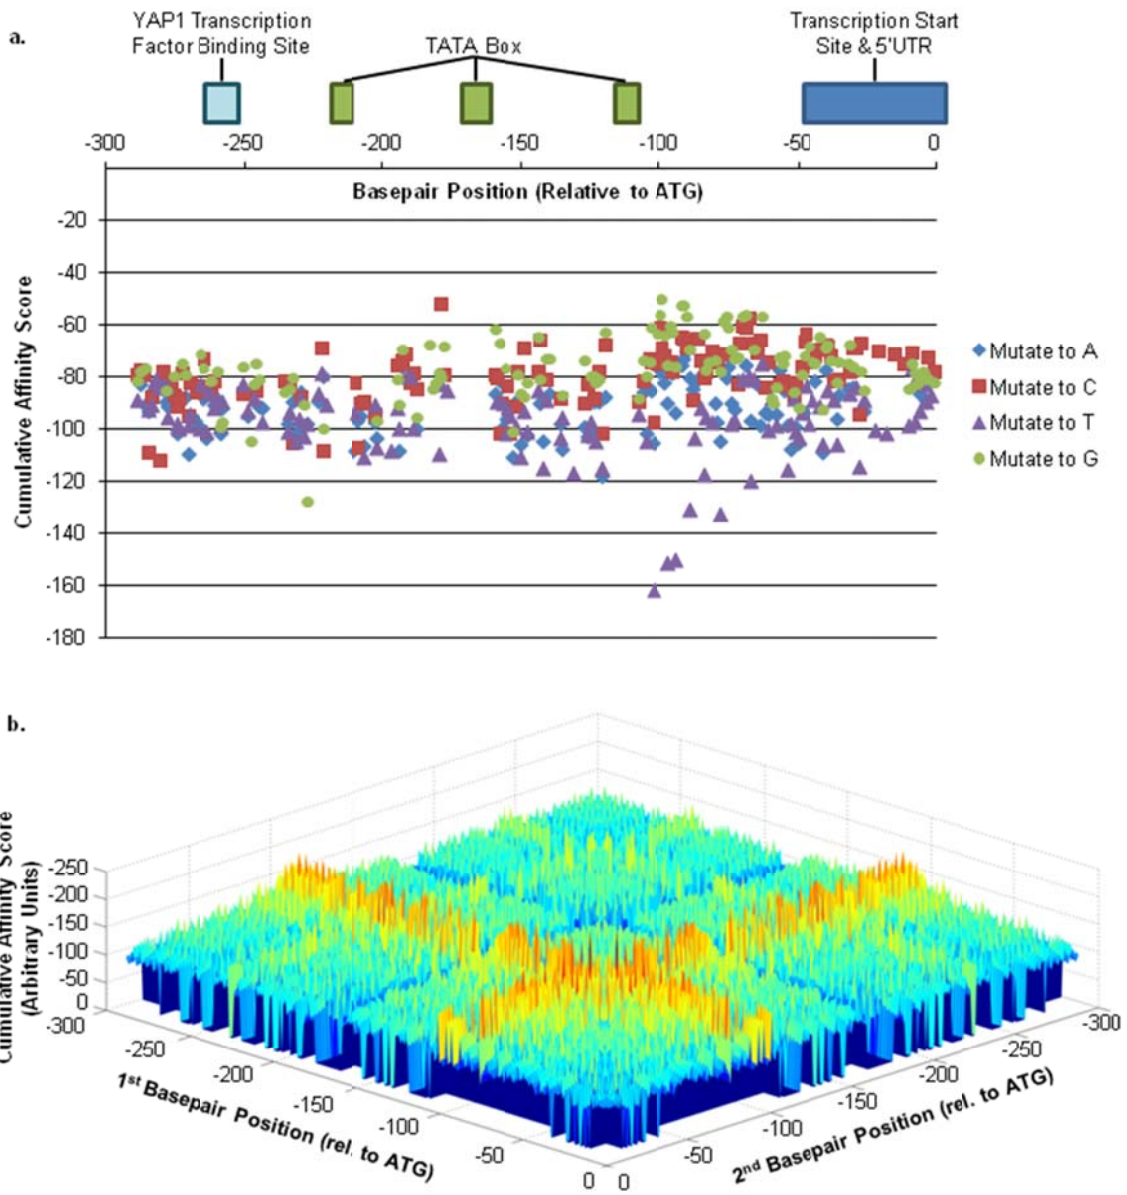 a.
YAP1 Transcription
Factor Binding Site
TATA Box
Transcription Start
Site & 5'UTR
-300 -250 -200 -150 -100 -50 0
Basepair Position (Relative to ATG)
-20
-40
-60
-80
-100
-120
-140
-160
-180
Cumulative Affinity Score
Mutate to A
Mutate to C
Mutate to T
Mutate to G
b.
Cumulative Affinity Score
(Arbitrary Units)
-250
-200
-150
-100
-50
0
-300
-250
-200
-150
-100
-50
0
1st Basepair Position (rel. to ATG)
0
-50
-100
-150
-200
-250
-300
2nd Basepair Position (rel. to ATG)